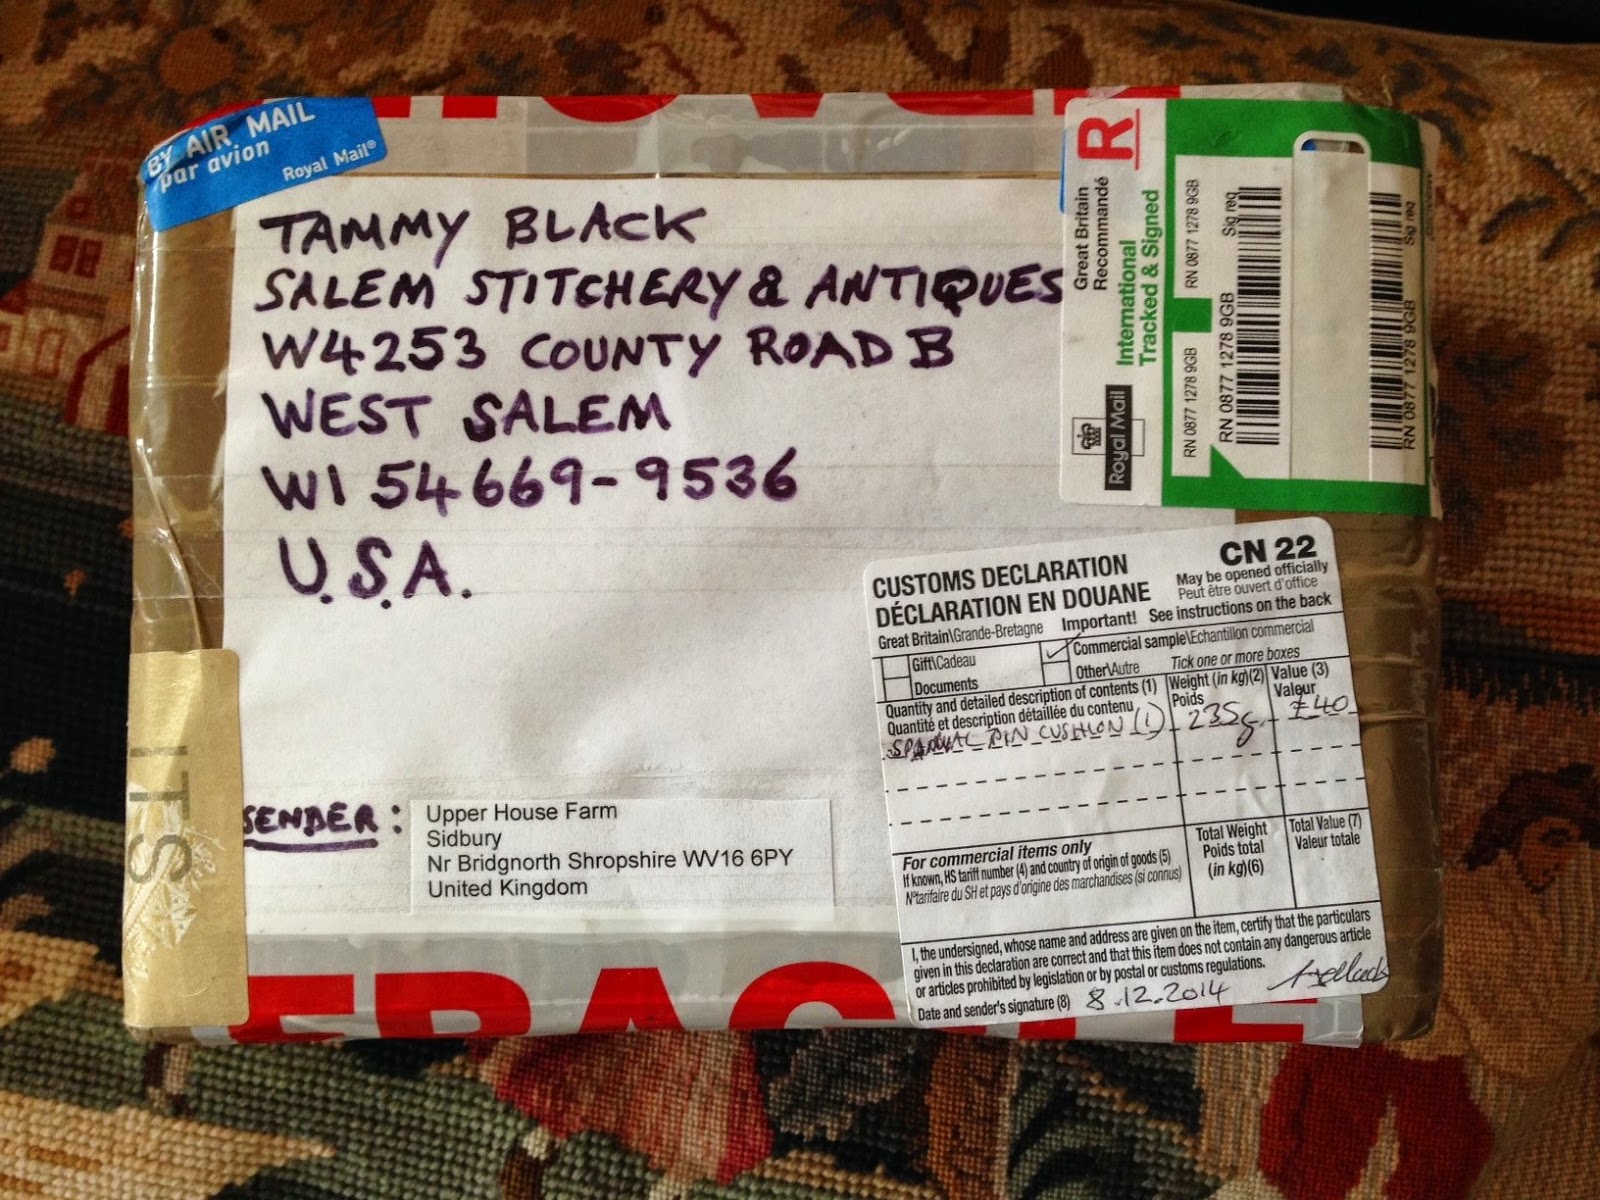 BY AIR MAIL
par avion
Royal Mail®
TAMMY BLACK
SALEM STITCHERY & ANTIQUES
W4253 COUNTY ROAD B
WEST SALEM
WI 54669-9536
U.S.A.
R
Great Britain
Recommandé
International
Tracked & Signed
Royal Mail
RN 0877 1278 9GB
RN 0877 1278 9GB
RN 0877 1278 9GB
Sig req
RN 0877 1278 9GB
Sig req
CUSTOMS DECLARATION
DÉCLARATION EN DOUANE
CN 22
May be opened officially
Peut être ouvert d'office
Great Britain\Grande-Bretagne
Important!
See instructions on the back
Gift\Cadeau
Documents
Commercial sample\Echantillon commercial
Other\Autre
Tick one or more boxes
Quantity and detailed description of contents (1)
Quantité et description détaillée du contenu
Weight (in kg)(2)
Poids
Value (3)
Valeur
PIN CUSHION (1)
235g
£40
For commercial items only
If known, HS tariff number (4) and country of origin of goods (5)
N°tarifaire du SH et pays d'origine des marchandises (si connus)
Total Weight
Poids total
(in kg)(6)
Total Value (7)
Valeur totale
I, the undersigned, whose name and address are given on the item, certify that the particulars
given in this declaration are correct and that this item does not contain any dangerous article
or articles prohibited by legislation or by postal or customs regulations.
Date and sender's signature (8) 8.12.2014
SENDER:
Upper House Farm
Sidbury
Nr Bridgnorth Shropshire WV16 6PY
United Kingdom
ITS
FRAGILE